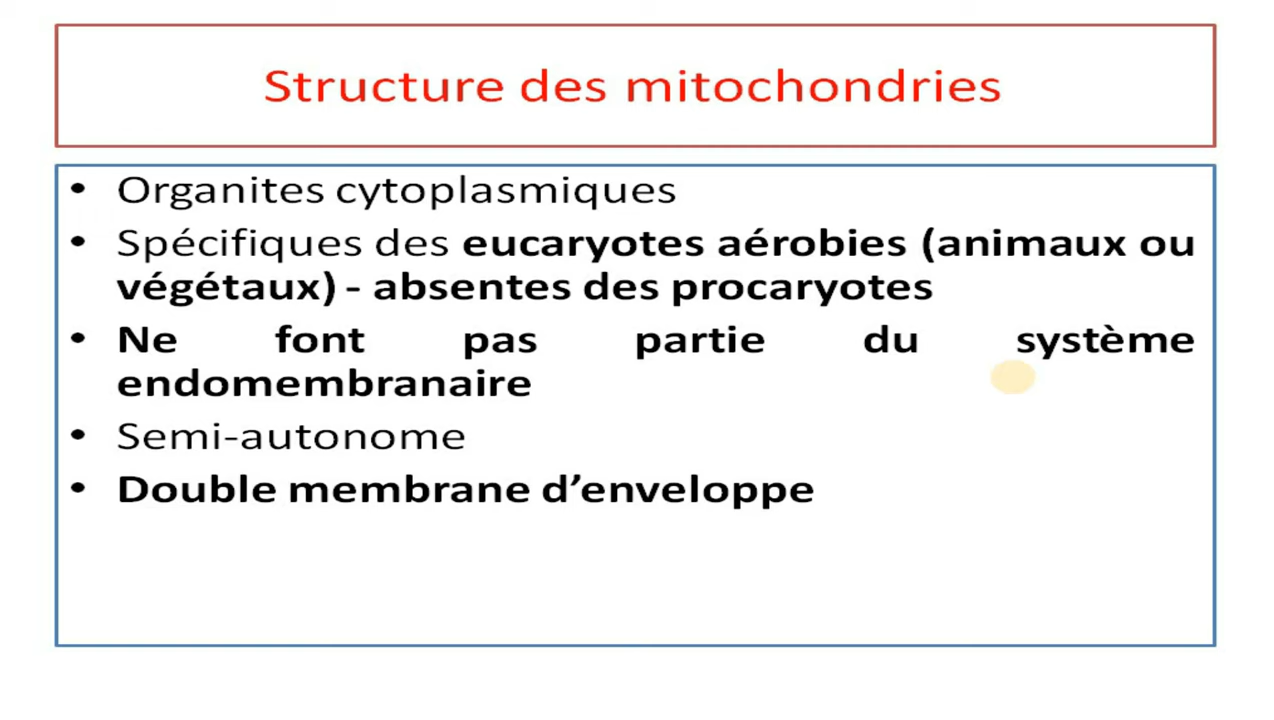 Structure des mitochondries
• Organites cytoplasmiques
• Spécifiques des eucaryotes aérobies (animaux ou
végétaux) - absentes des procaryotes
• Ne font pas partie du système
endomembranaire
• Semi-autonome
• Double membrane d’enveloppe